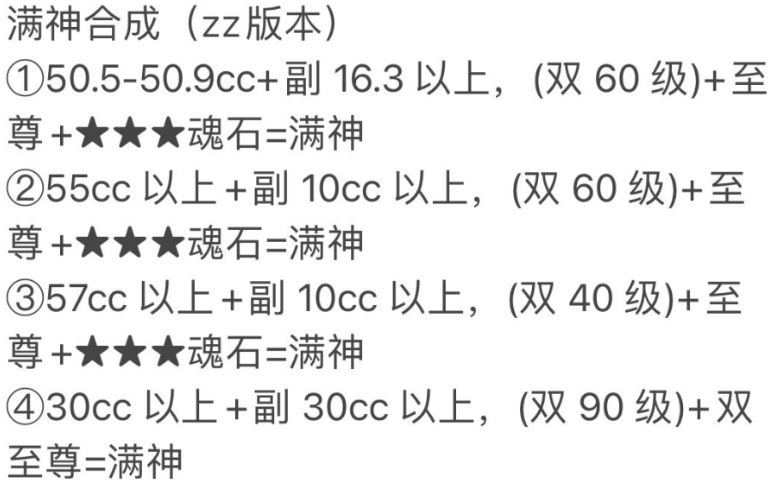 满神合成（zz版本）
①50.5-50.9cc+副 16.3 以上，(双 60 级)+至
尊+★★★魂石=满神
②55cc 以上+副 10cc 以上，(双 60 级)+至
尊+★★★魂石=满神
③57cc 以上+副 10cc 以上，(双 40 级)+至
尊+★★★魂石=满神
④30cc 以上+副 30cc 以上，(双 90 级)+双
至尊=满神